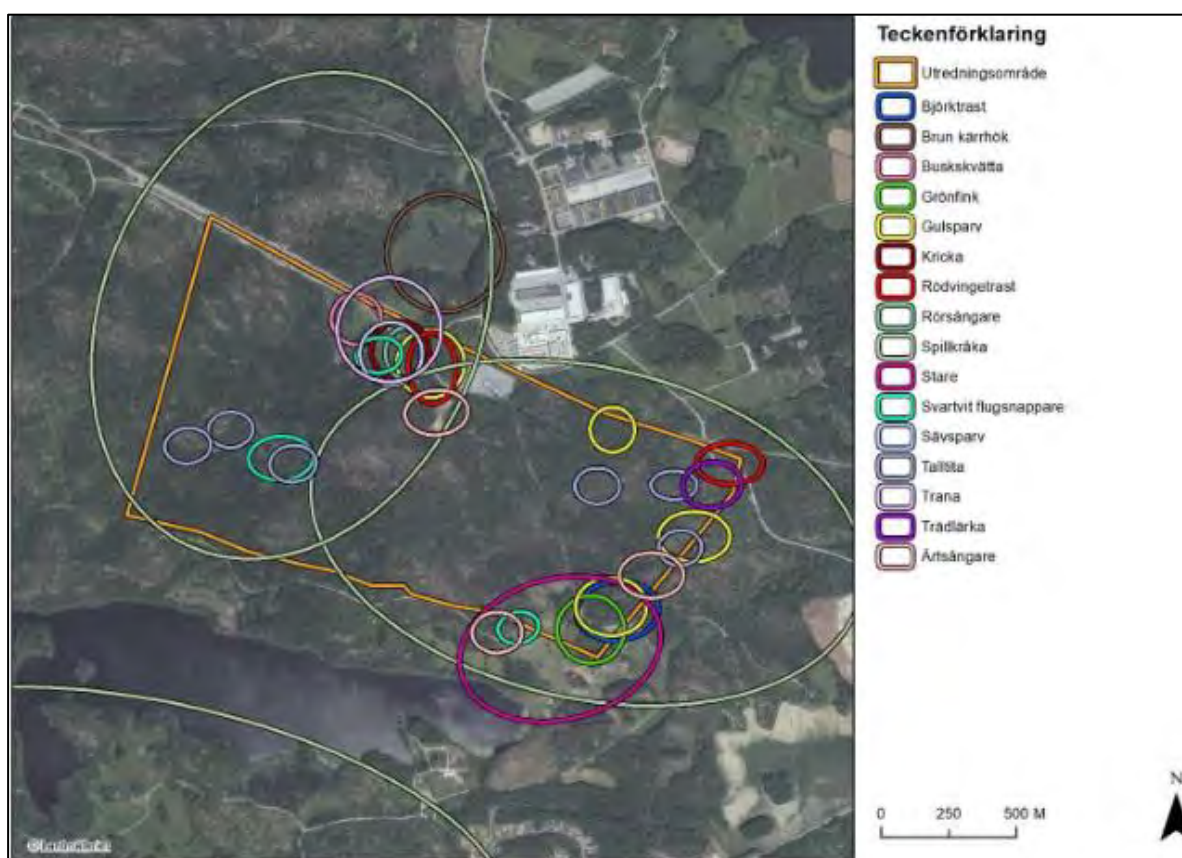 Teckenförklaring
Utredningsområde
Björktrast
Brun kärrhök
Buskskvätta
Grönfink
Gulsparv
Kricka
Rödvingetrast
Rörsångare
Spillkråka
Stare
Svartvit flugsnappare
Sävsparv
Talltita
Trana
Trädlärka
Ärtsångare
N
0 250 500 M
©Lantmäteriet